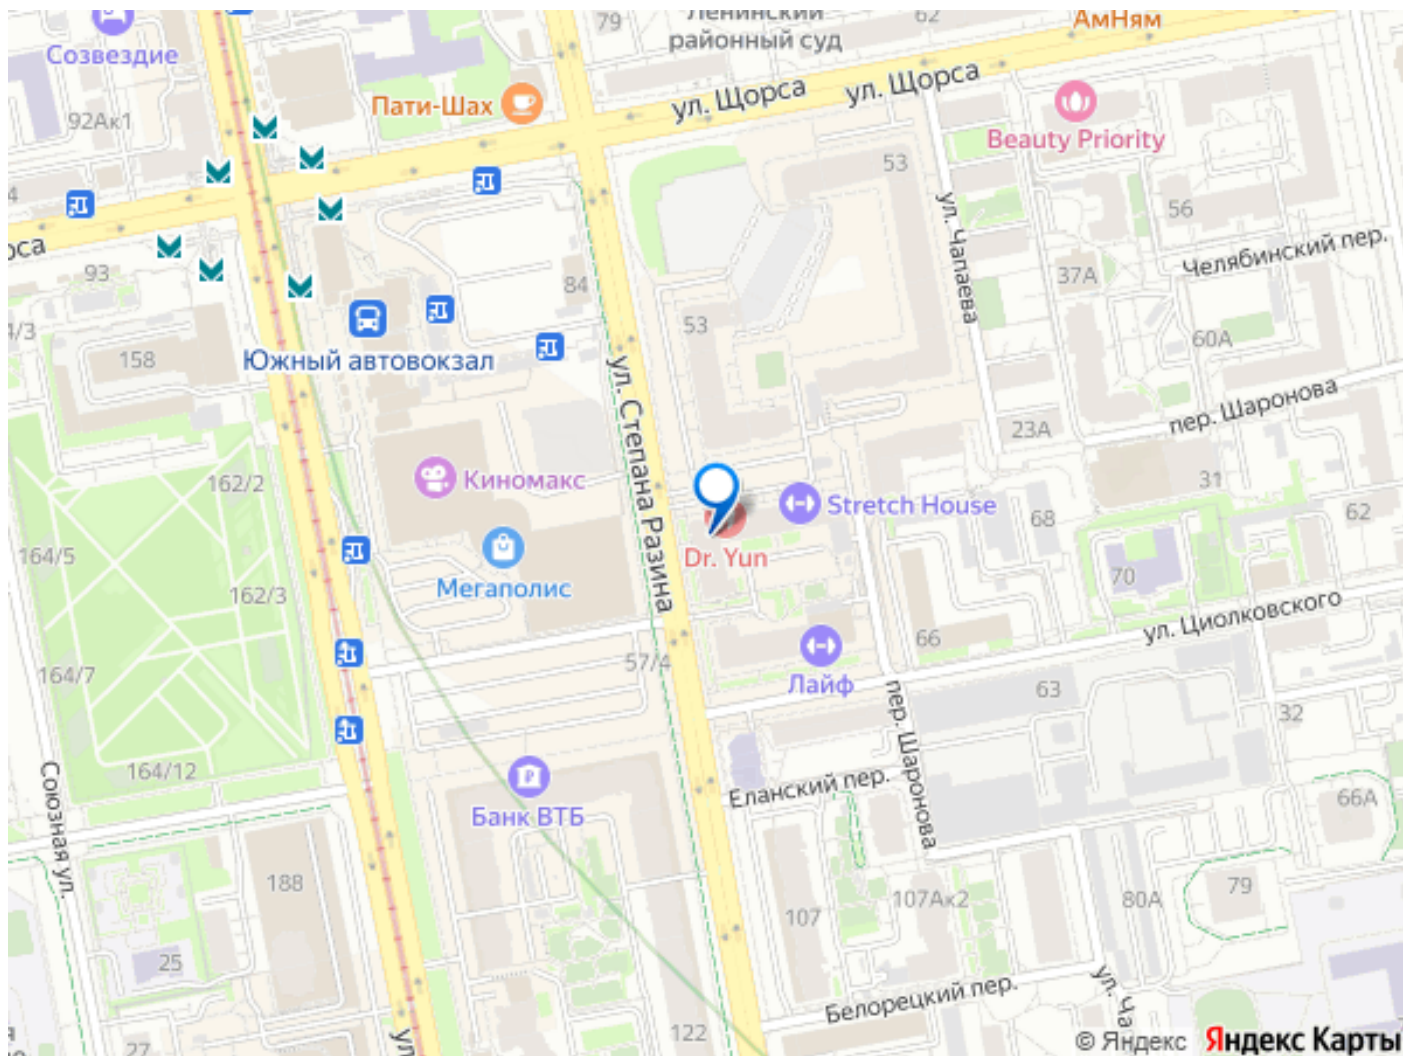 Ленинский
районный суд
79
62
АмНям
Созвездие
ул. Щорса
ул. Щорса
Пати-Шах
92Ак1
Beauty Priority
53
ул. Чапаева
56
Челябинский пер.
93
37А
84
53
158
Южный автовокзал
60А
ул. Степана Разина
пер. Шаронова
23А
162/2
Киномакс
31
Stretch House
68
62
164/5
Dr. Yun
Мегаполис
70
162/3
ул. Циолковского
66
57/4
Лайф
164/7
63
пер. Шаронова
32
164/12
Союзная ул.
Банк ВТБ
Еланский пер.
66А
188
79
107Ак2
80А
107
25
Белорецкий пер.
122
27
© Яндекс Яндекс Карты